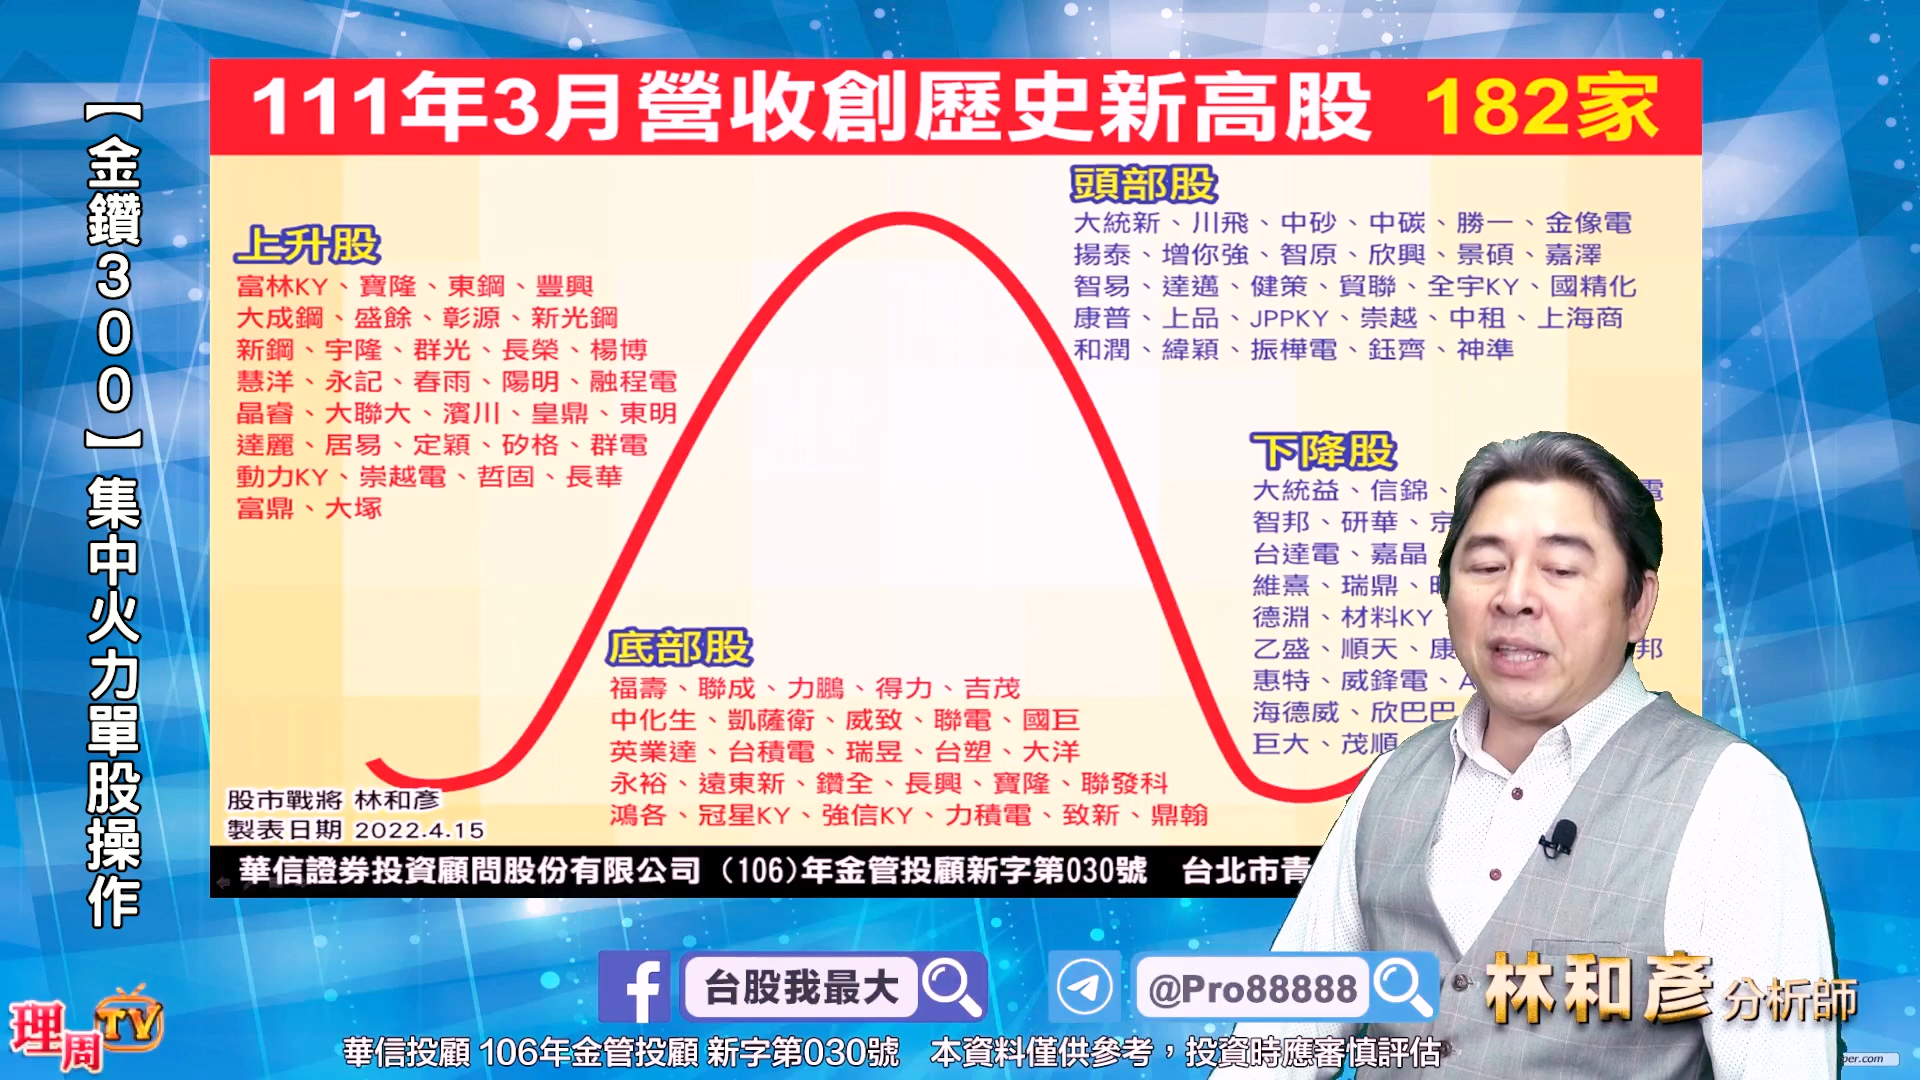 【金鑽300】集中火力單股操作
111年3月營收創歷史新高股 182家
上升股
富林KY、寶隆、東鋼、豐興
大成鋼、盛餘、彰源、新光鋼
新鋼、宇隆、群光、長榮、楊博
慧洋、永記、春雨、陽明、融程電
晶睿、大聯大、濱川、皇鼎、東明
達麗、居易、定穎、矽格、群電
動力KY、崇越電、哲固、長華
富鼎、大塚
頭部股
大統新、川飛、中砂、中碳、勝一、金像電
揚泰、增你強、智原、欣興、景碩、嘉澤
智易、達邁、健策、貿聯、全宇KY、國精化
康普、上品、JPPKY、崇越、中租、上海商
和潤、緯穎、振樺電、鈺齊、神準
下降股
大統益、信錦、 電
智邦、研華、京
台達電、嘉晶
維熹、瑞鼎、
德淵、材料KY
乙盛、順天、康 邦
惠特、威鋒電、A
海德威、欣巴巴
巨大、茂順
底部股
福壽、聯成、力鵬、得力、吉茂
中化生、凱薩衛、威致、聯電、國巨
英業達、台積電、瑞昱、台塑、大洋
永裕、遠東新、鑽全、長興、寶隆、聯發科
鴻各、冠星KY、強信KY、力積電、致新、鼎翰
股市戰將 林和彥
製表日期 2022.4.15
華信證券投資顧問股份有限公司（106)年金管投顧新字第030號 台北市青
台股我最大
@Pro88888
林和彥分析師
理周TV
華信投顧 106年金管投顧 新字第030號 本資料僅供參考，投資時應審慎評估
per.com